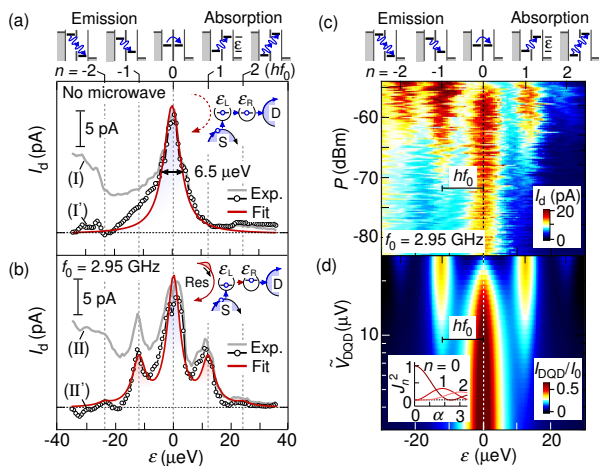 (a) Emission Absorption
ε
n = -2 -1 0 1 2 (hf0)
No microwave
εL εR
D
S
5 pA
Id (pA)
(I)
6.5 μeV
(I')
Exp.
Fit
(b) f0 = 2.95 GHz
Res
εL εR
D
S
5 pA
Id (pA)
(II)
(II')
Exp.
Fit
-40 -20 0 20 40
ε (μeV)
(c) Emission Absorption
ε
n = -2 -1 0 1 2
-60
-70
-80
P (dBm)
hf0
Id (pA)
20
0
f0 = 2.95 GHz
(d)
10
ṼDQD(μV)
hf0
n = 0
1
2
1
0
Jn2
0 α 3
IDQD/I0
0.5
0
-20 0 20
ε (μeV)